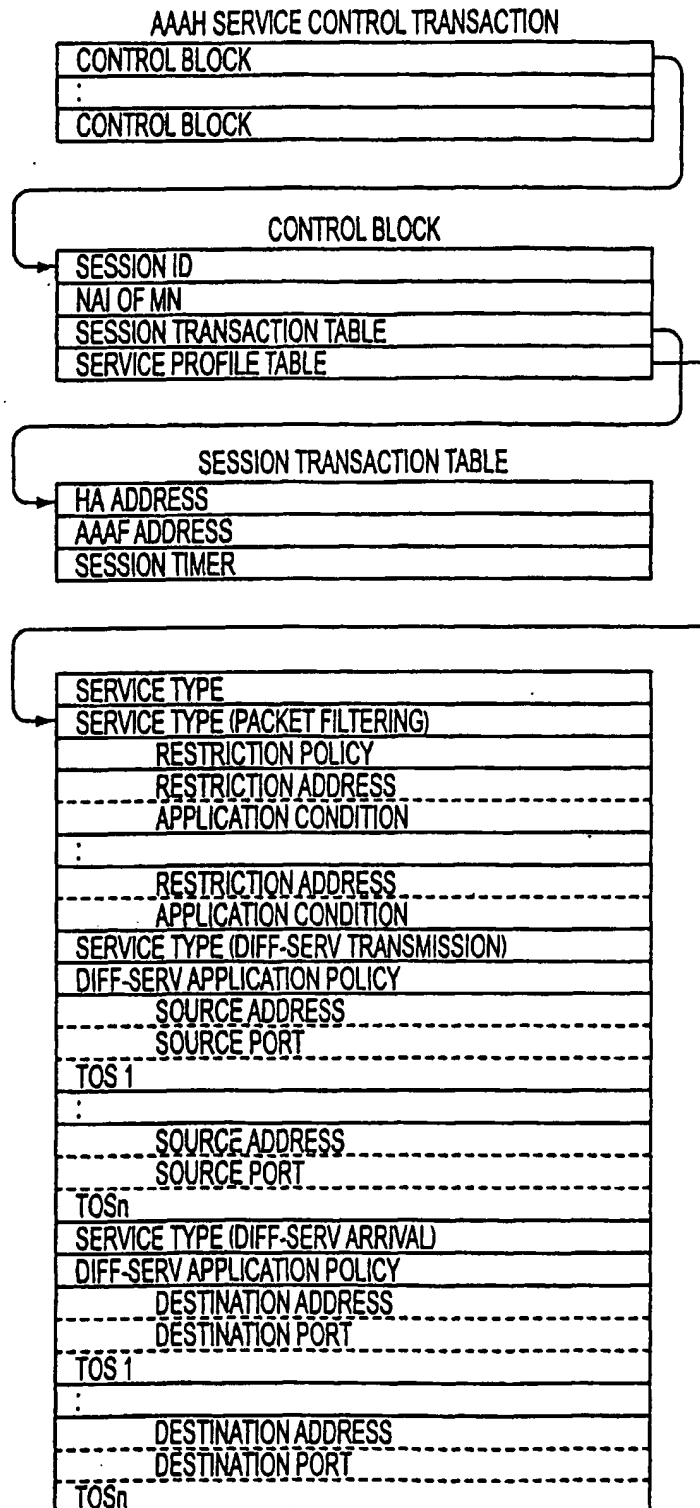 AAAH SERVICE CONTROL TRANSACTION
CONTROL BLOCK
:
CONTROL BLOCK
CONTROL BLOCK
SESSION ID
NAI OF MN
SESSION TRANSACTION TABLE
SERVICE PROFILE TABLE
SESSION TRANSACTION TABLE
HA ADDRESS
AAAF ADDRESS
SESSION TIMER
SERVICE TYPE
SERVICE TYPE (PACKET FILTERING)
RESTRICTION POLICY
RESTRICTION ADDRESS
APPLICATION CONDITION
:
RESTRICTION ADDRESS
APPLICATION CONDITION
SERVICE TYPE (DIFF-SERV TRANSMISSION)
DIFF-SERV APPLICATION POLICY
SOURCE ADDRESS
SOURCE PORT
TOS 1
:
SOURCE ADDRESS
SOURCE PORT
TOSn
SERVICE TYPE (DIFF-SERV ARRIVAL)
DIFF-SERV APPLICATION POLICY
DESTINATION ADDRESS
DESTINATION PORT
TOS 1
:
DESTINATION ADDRESS
DESTINATION PORT
TOSn